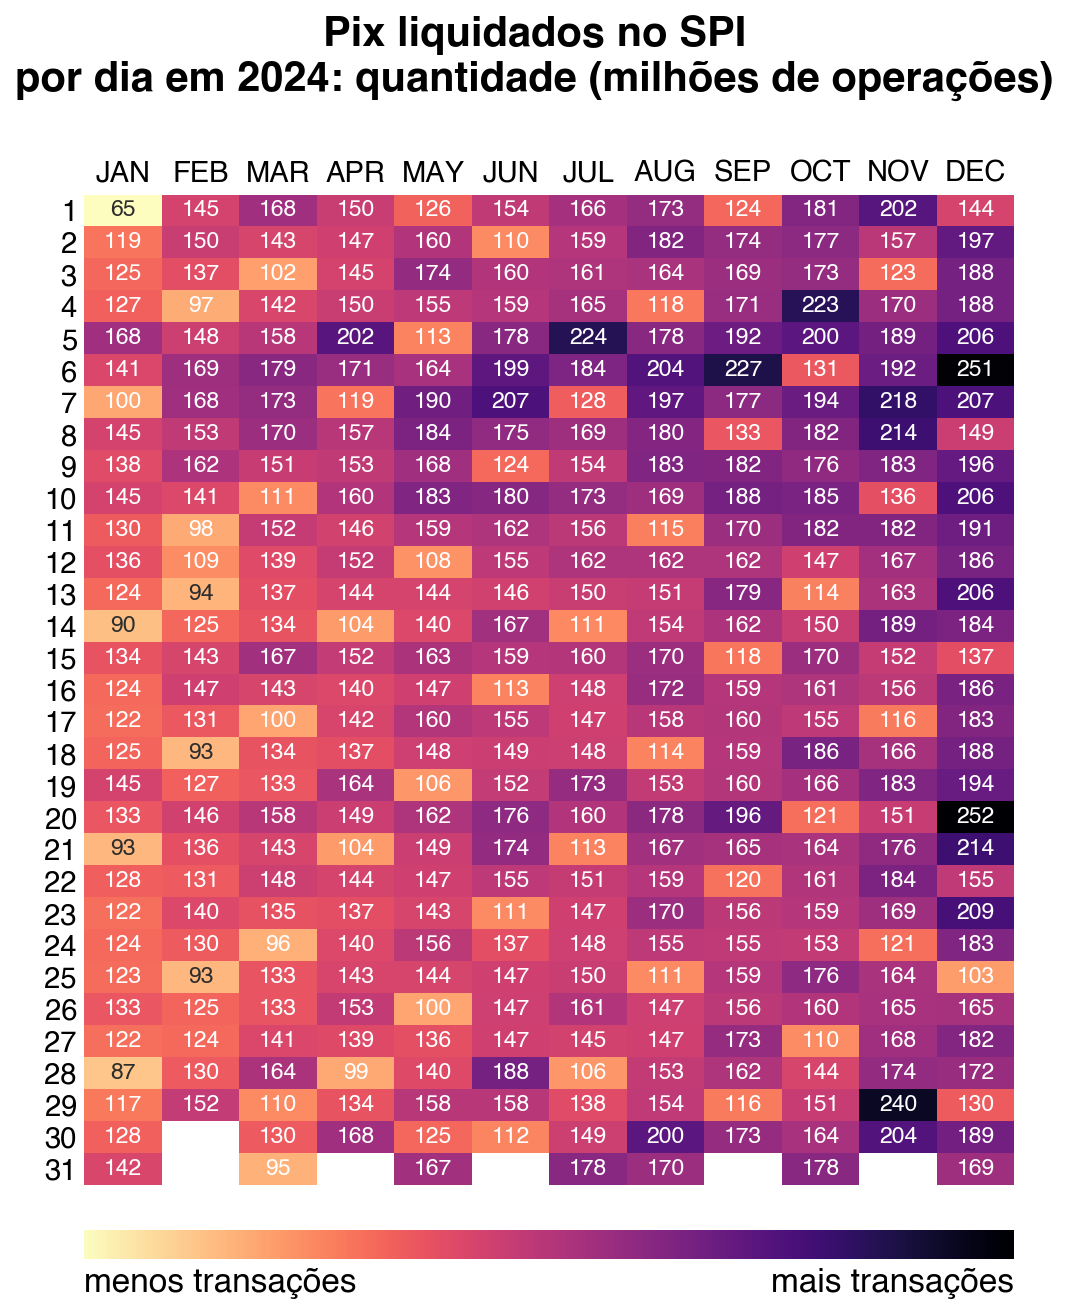 Pix liquidados no SPI
por dia em 2024: quantidade (milhões de operações)
JAN FEB MAR APR MAY JUN JUL AUG SEP OCT NOV DEC
1 65 145 168 150 126 154 166 173 124 181 202 144
2 119 150 143 147 160 110 159 182 174 177 157 197
3 125 137 102 145 174 160 161 164 169 173 123 188
4 127 97 142 150 155 159 165 118 171 223 170 188
5 168 148 158 202 113 178 224 178 192 200 189 206
6 141 169 179 171 164 199 184 204 227 131 192 251
7 100 168 173 119 190 207 128 197 177 194 218 207
8 145 153 170 157 184 175 169 180 133 182 214 149
9 138 162 151 153 168 124 154 183 182 176 183 196
10 145 141 111 160 183 180 173 169 188 185 136 206
11 130 98 152 146 159 162 156 115 170 182 182 191
12 136 109 139 152 108 155 162 162 162 147 167 186
13 124 94 137 144 144 146 150 151 179 114 163 206
14 90 125 134 104 140 167 111 154 162 150 189 184
15 134 143 167 152 163 159 160 170 118 170 152 137
16 124 147 143 140 147 113 148 172 159 161 156 186
17 122 131 100 142 160 155 147 158 160 155 116 183
18 125 93 134 137 148 149 148 114 159 186 166 188
19 145 127 133 164 106 152 173 153 160 166 183 194
20 133 146 158 149 162 176 160 178 196 121 151 252
21 93 136 143 104 149 174 113 167 165 164 176 214
22 128 131 148 144 147 155 151 159 120 161 184 155
23 122 140 135 137 143 111 147 170 156 159 169 209
24 124 130 96 140 156 137 148 155 155 153 121 183
25 123 93 133 143 144 147 150 111 159 176 164 103
26 133 125 133 153 100 147 161 147 156 160 165 165
27 122 124 141 139 136 147 145 147 173 110 168 182
28 87 130 164 99 140 188 106 153 162 144 174 172
29 117 152 110 134 158 158 138 154 116 151 240 130
30 128 130 168 125 112 149 200 173 164 204 189
31 142 95 167 178 170 178 169
menos transações mais transações